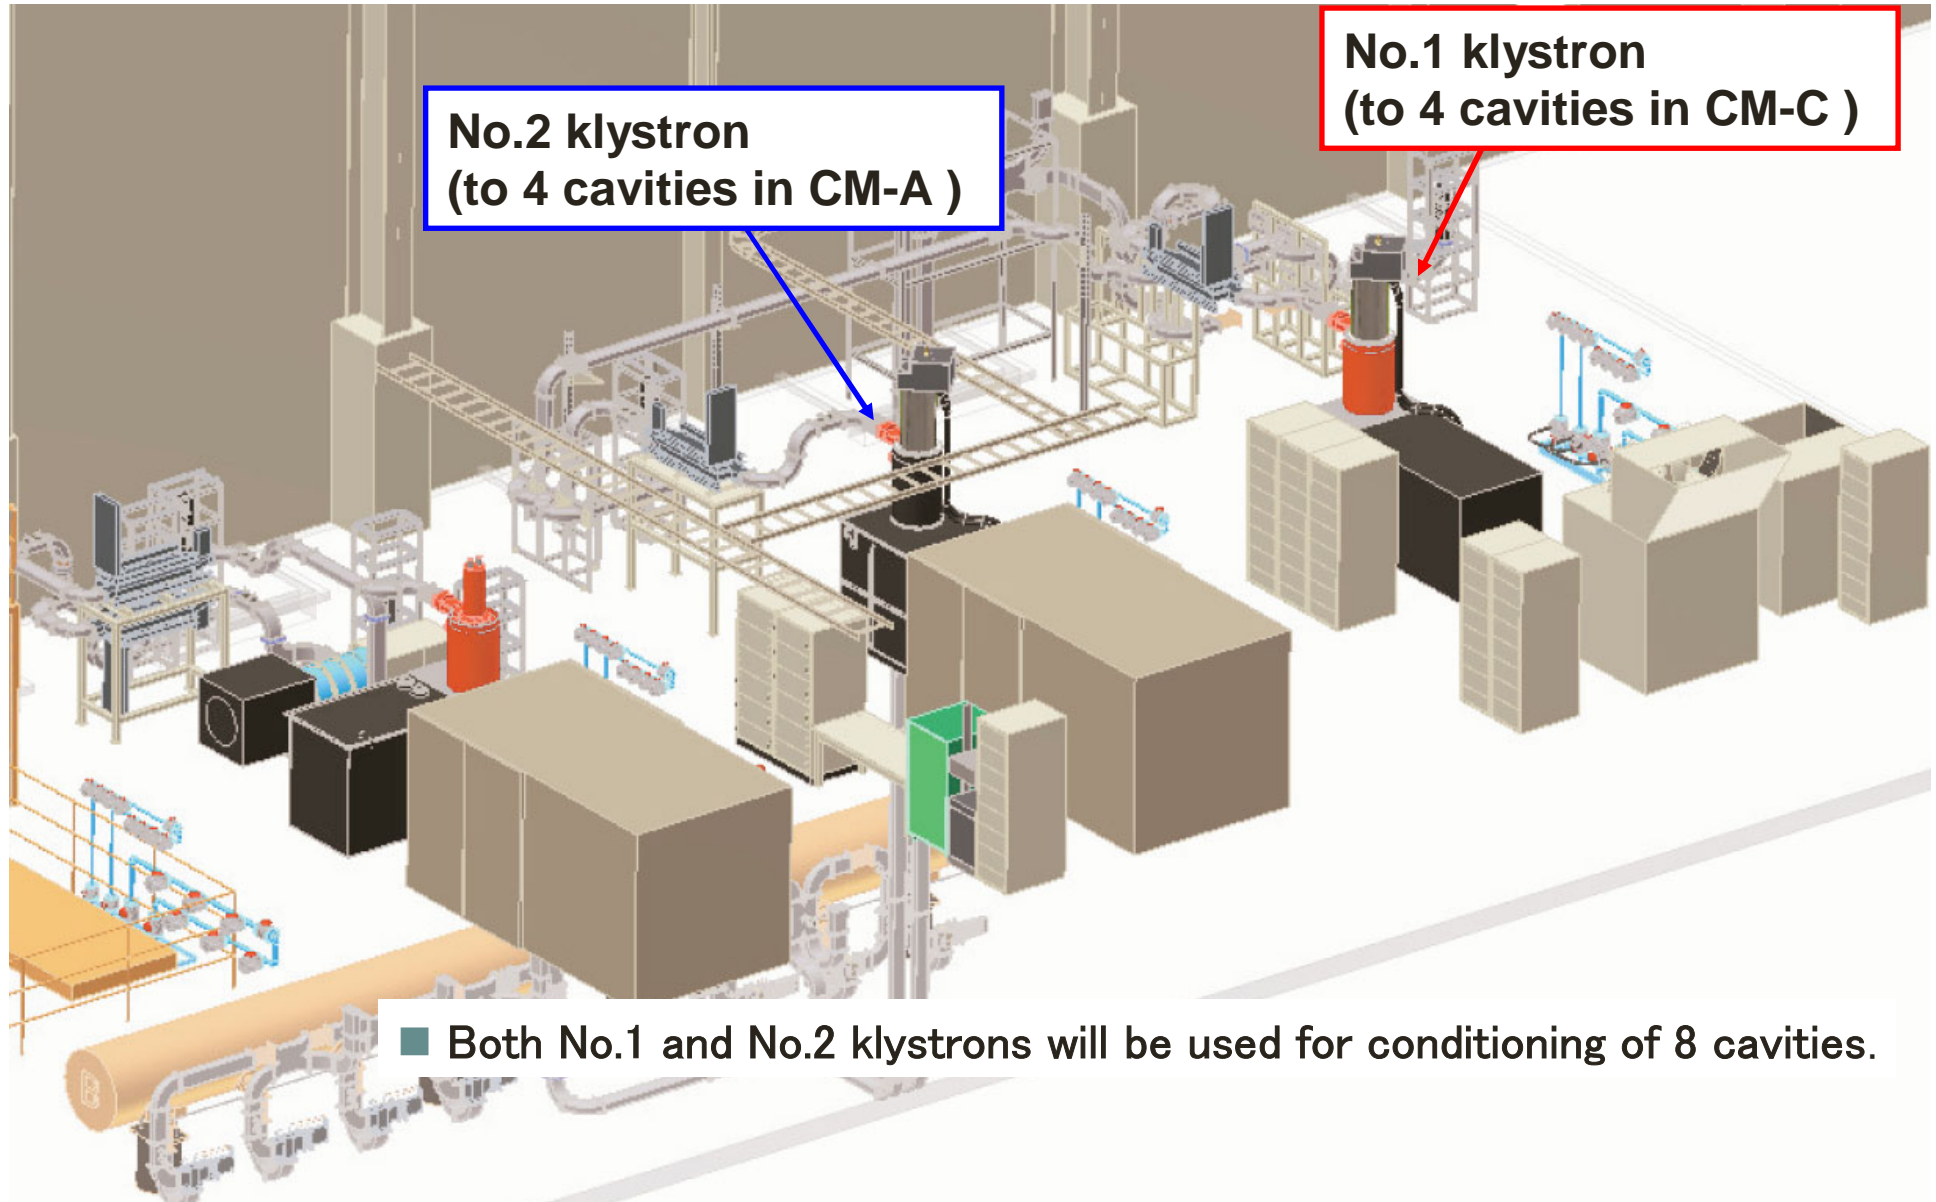 No.1 klystron
(to 4 cavities in CM-C )
No.2 klystron
(to 4 cavities in CM-A )
B
Both No.1 and No.2 klystrons will be used for conditioning of 8 cavities.